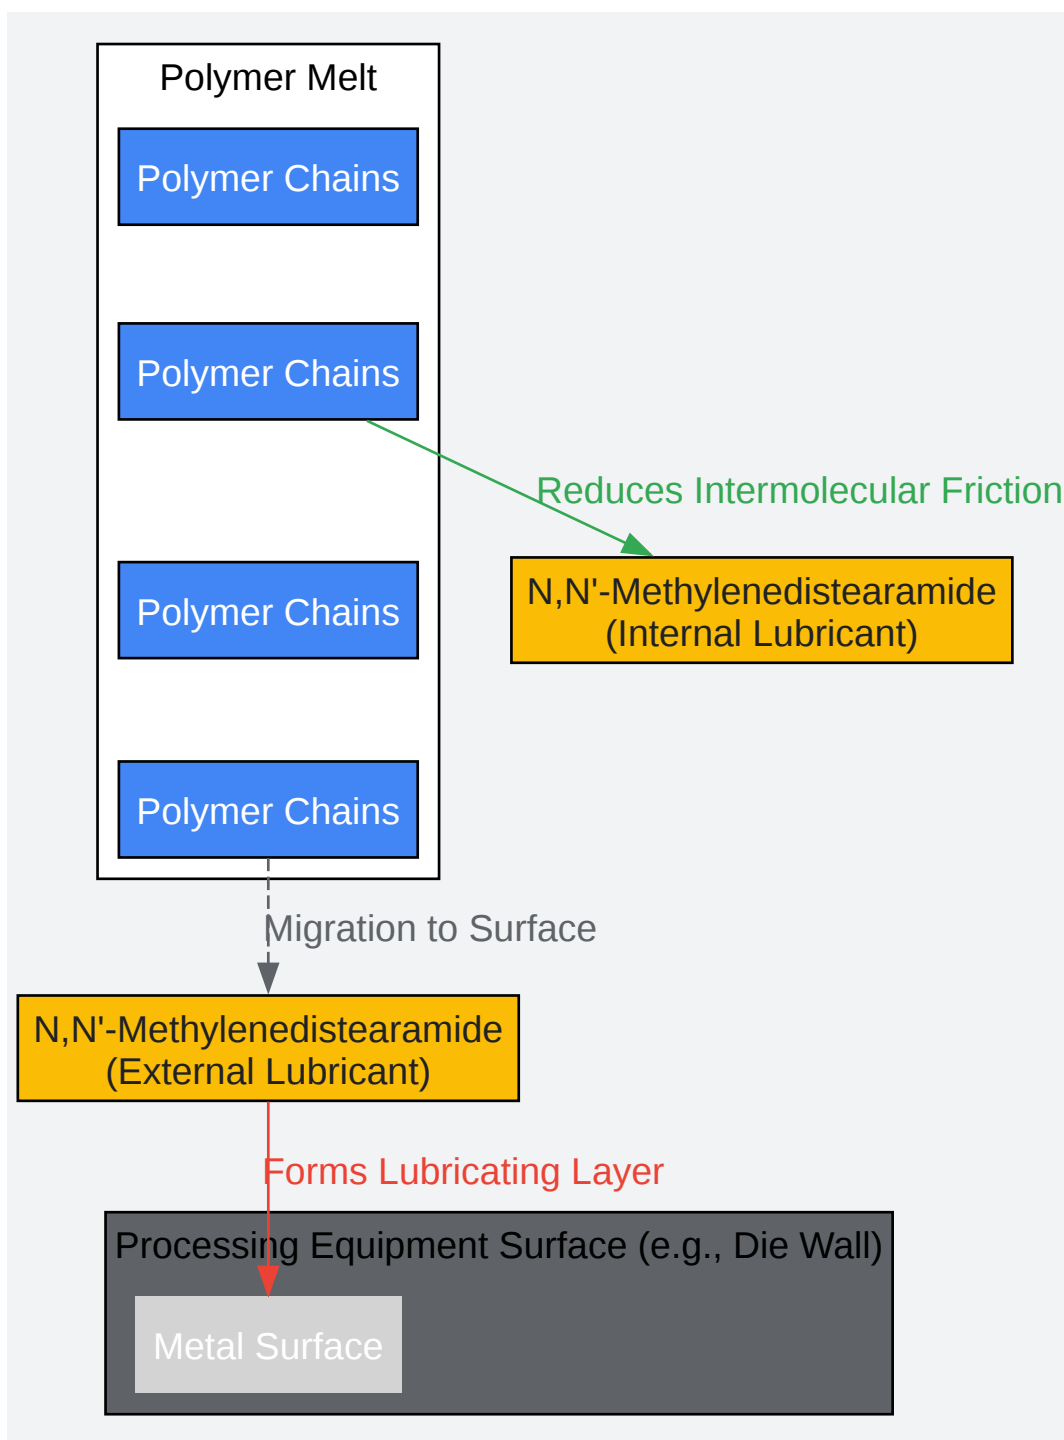 Polymer Melt
Polymer Chains
Polymer Chains
Reduces Intermolecular Friction
N,N'-Methylenedistearamide
(Internal Lubricant)
Polymer Chains
Polymer Chains
Migration to Surface
N,N'-Methylenedistearamide
(External Lubricant)
Forms Lubricating Layer
Processing Equipment Surface (e.g., Die Wall)
Metal Surface